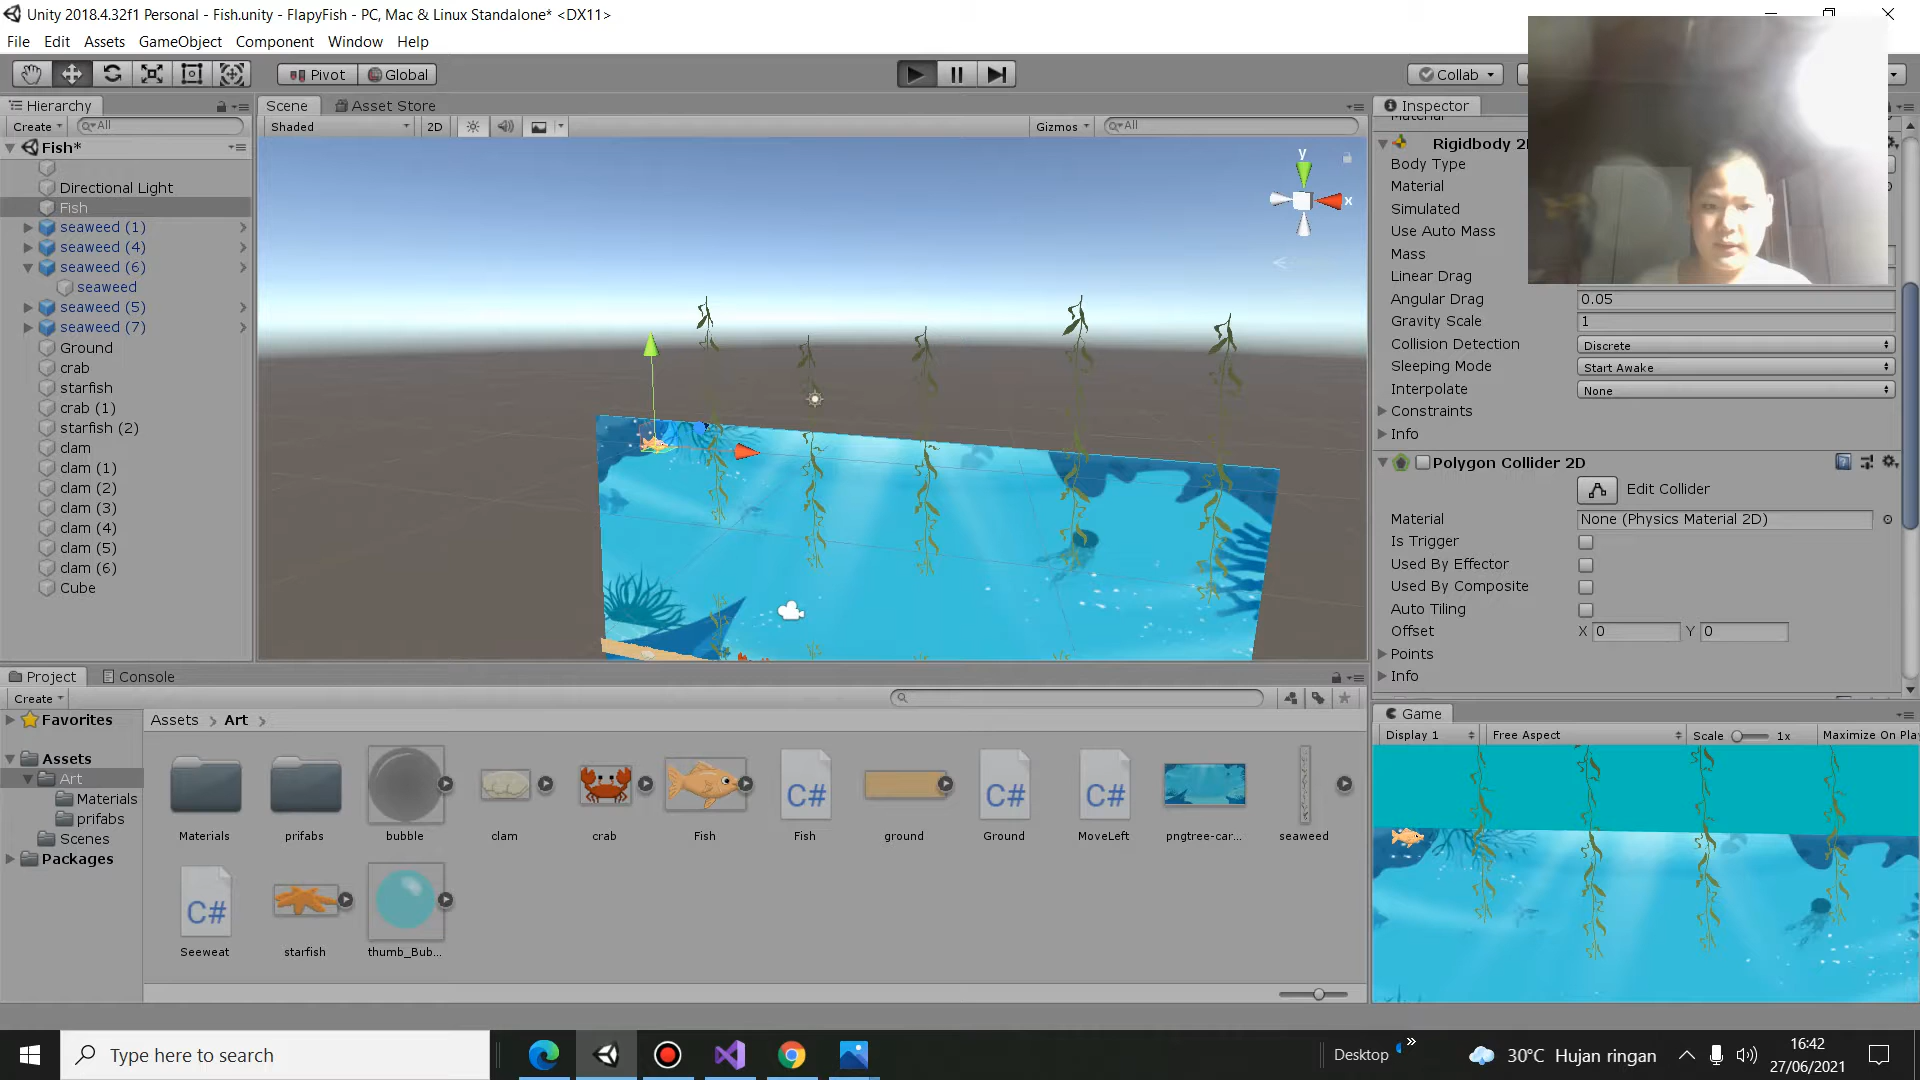 Unity 2018.4.32f1 Personal - Fish.unity - FlapyFish - PC, Mac & Linux Standalone* <DX11>
File Edit Assets GameObject Component Window Help
Pivot Global
Collab
Hierarchy
Create All
Fish*
Directional Light
Fish
seaweed (1)
seaweed (4)
seaweed (6)
seaweed
seaweed (5)
seaweed (7)
Ground
crab
starfish
crab (1)
starfish (2)
clam
clam (1)
clam (2)
clam (3)
clam (4)
clam (5)
clam (6)
Cube
Scene Asset Store
Shaded 2D Gizmos All
y
x
Inspector
Material
Rigidbody 2
Body Type
Material
Simulated
Use Auto Mass
Mass
Linear Drag
Angular Drag 0.05
Gravity Scale 1
Collision Detection Discrete
Sleeping Mode Start Awake
Interpolate None
Constraints
Info
Polygon Collider 2D
Edit Collider
Material None (Physics Material 2D)
Is Trigger
Used By Effector
Used By Composite
Auto Tiling
Offset X 0 Y 0
Points
Info
Project Console
Create
Favorites
Assets
Art
Materials
prifabs
Scenes
Packages
Assets > Art >
Materials prifabs bubble clam crab Fish Fish ground Ground MoveLeft pngtree-car... seaweed
C# C# C#
Seeweat starfish thumb_Bub...
C#
Game
Display 1 Free Aspect Scale 1x Maximize On Pla
Type here to search
Desktop » 30°C Hujan ringan
16:42
27/06/2021